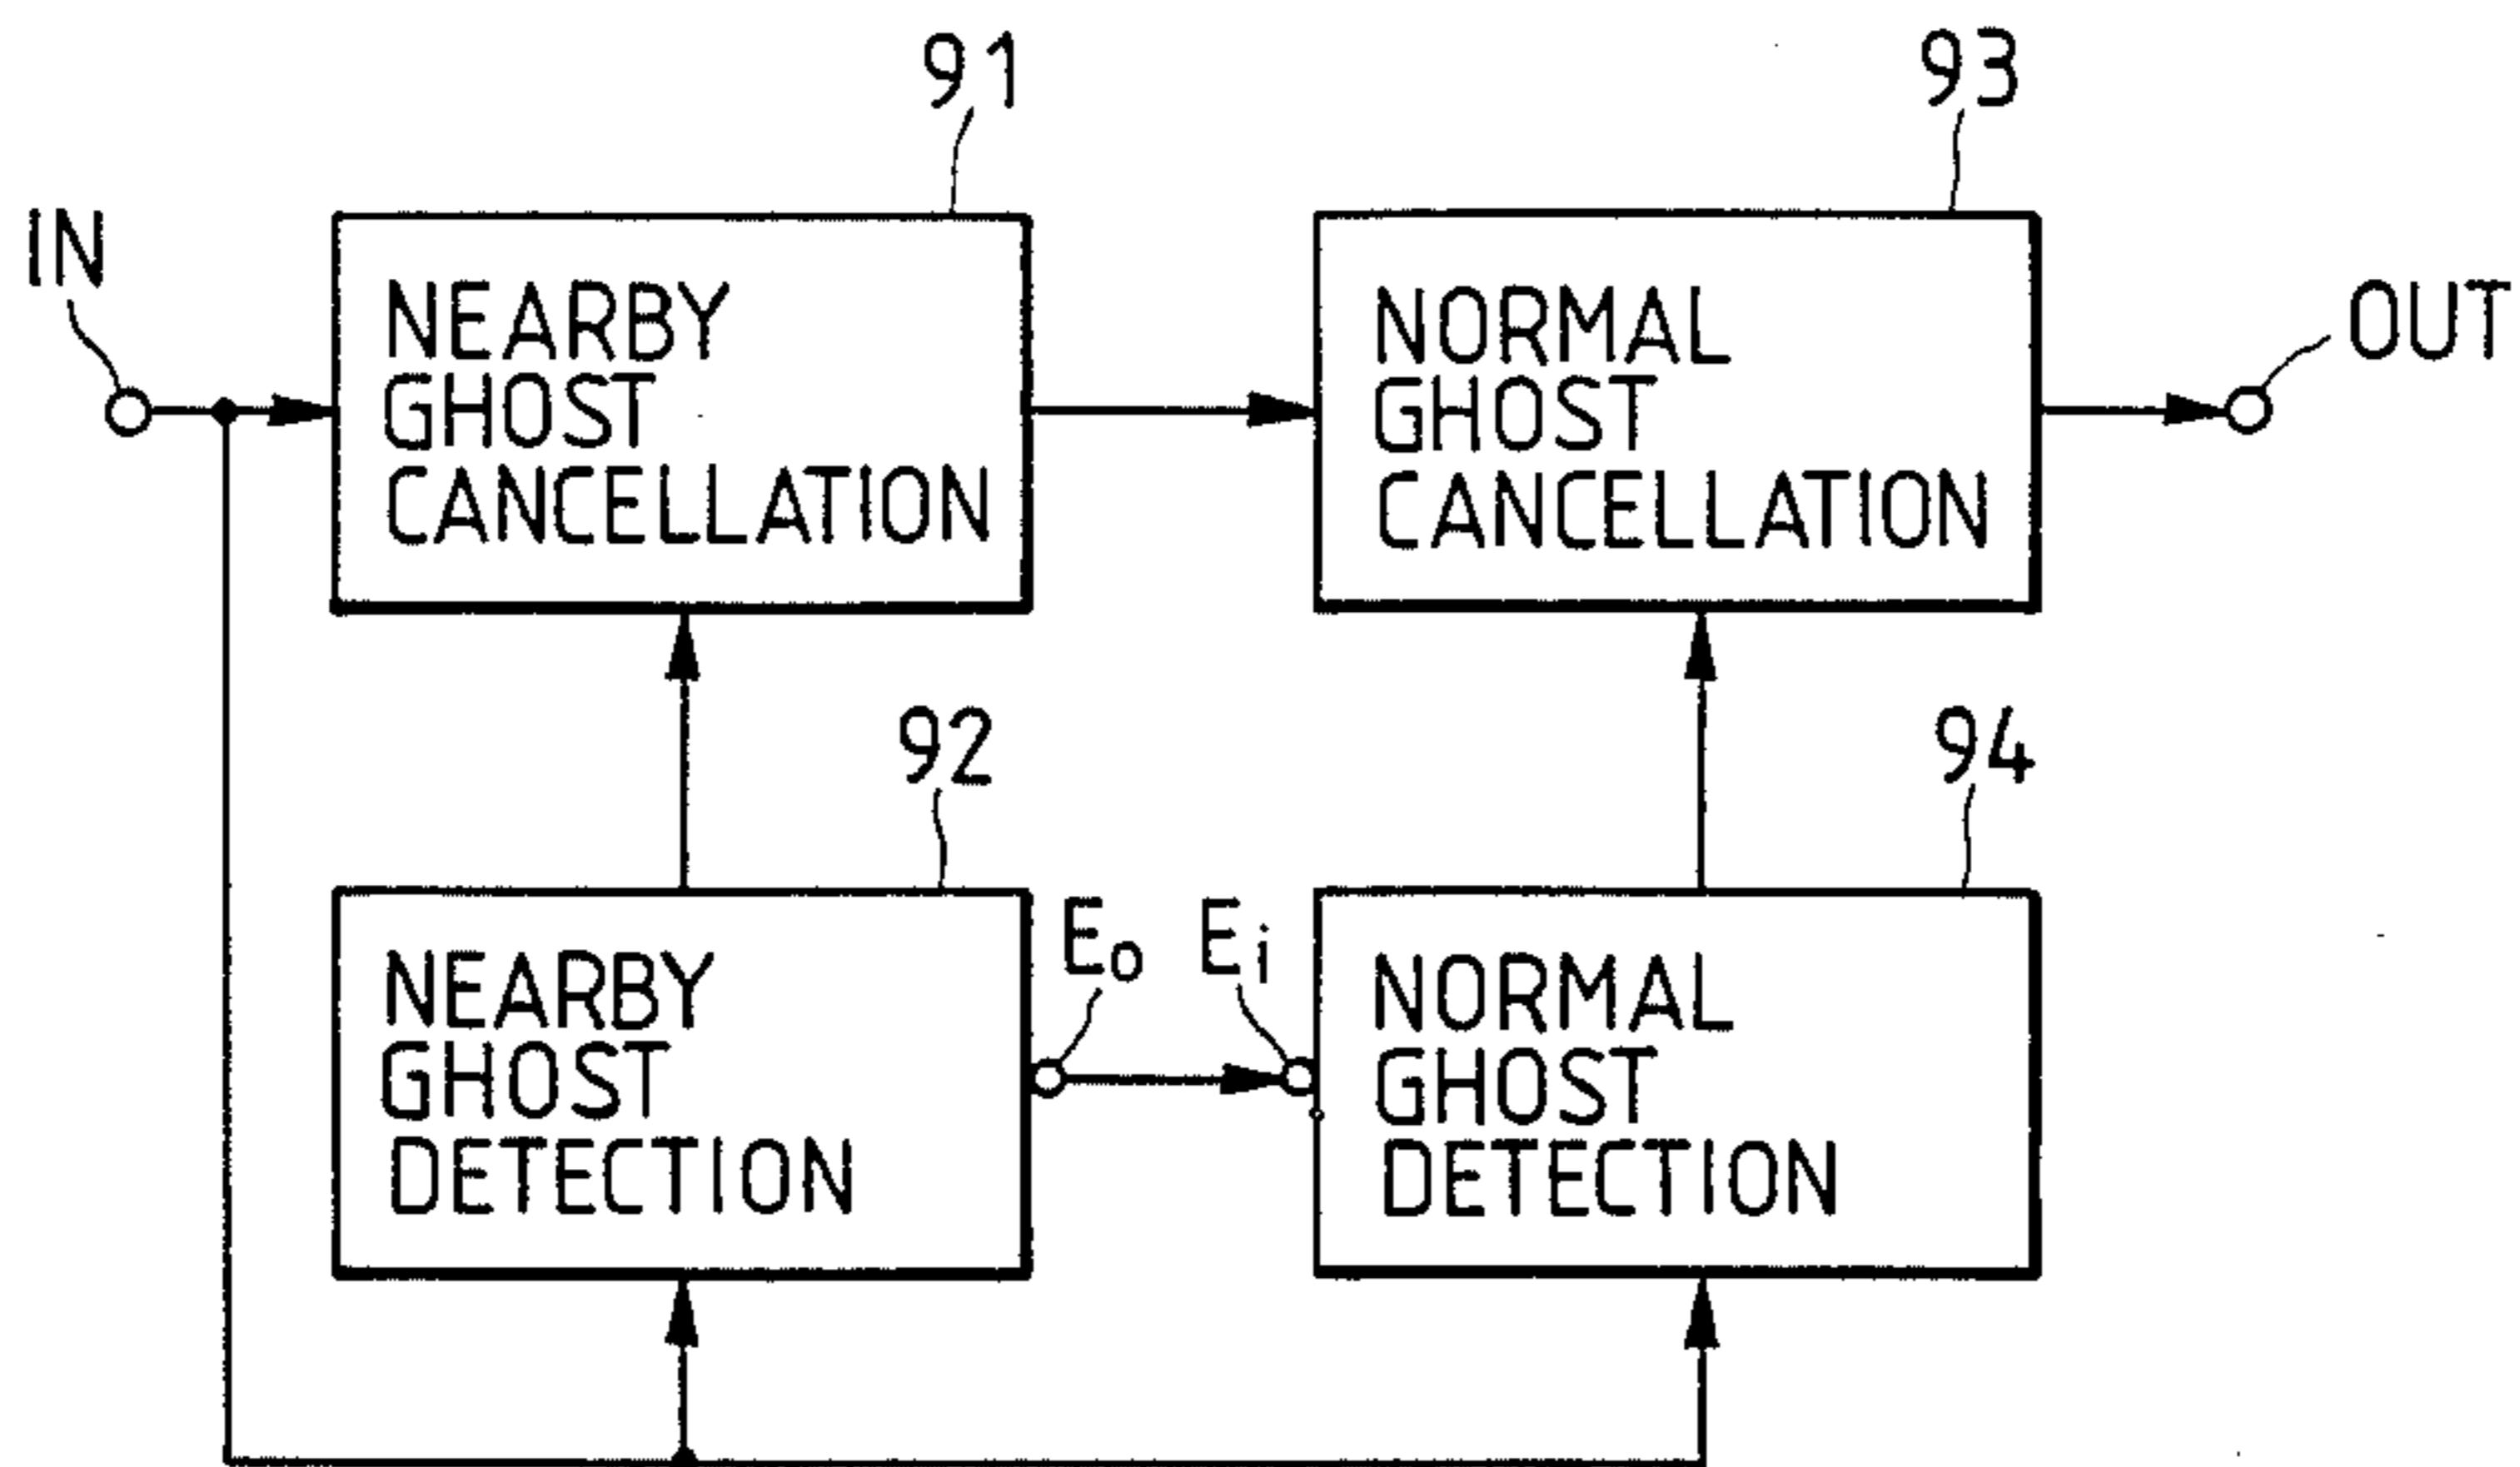 91
93
IN
NEARBY
GHOST
CANCELLATION
NORMAL
GHOST
CANCELLATION
OUT
92
94
Eo
Ei
NEARBY
GHOST
DETECTION
NORMAL
GHOST
DETECTION